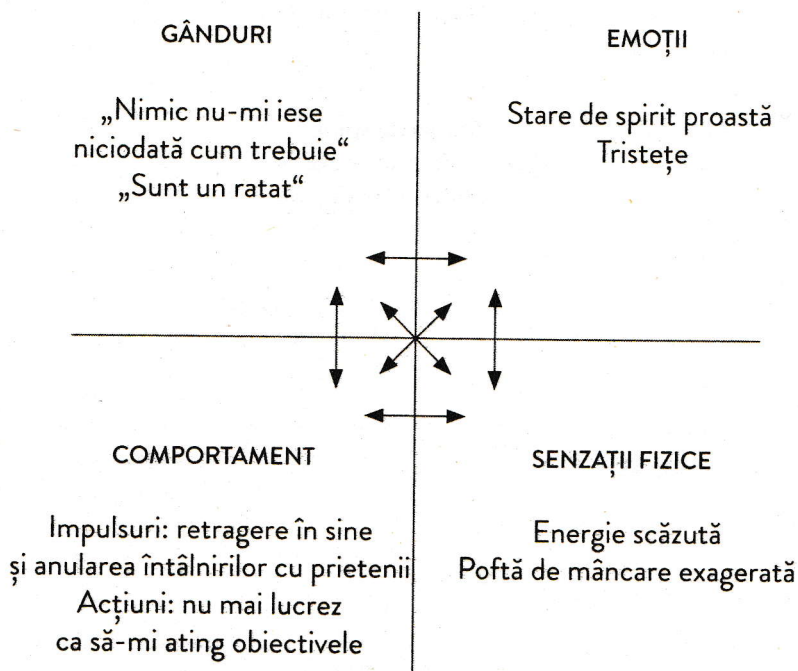 GÂNDURI
„Nimic nu-mi iese
niciodată cum trebuie“
„Sunt un ratat“
EMOȚII
Stare de spirit proastă
Tristețe
COMPORTAMENT
Impulsuri: retragere în sine
și anularea întâlnirilor cu prietenii
Acțiuni: nu mai lucrez
ca să-mi ating obiectivele
SENZAȚII FIZICE
Energie scăzută
Poftă de mâncare exagerată